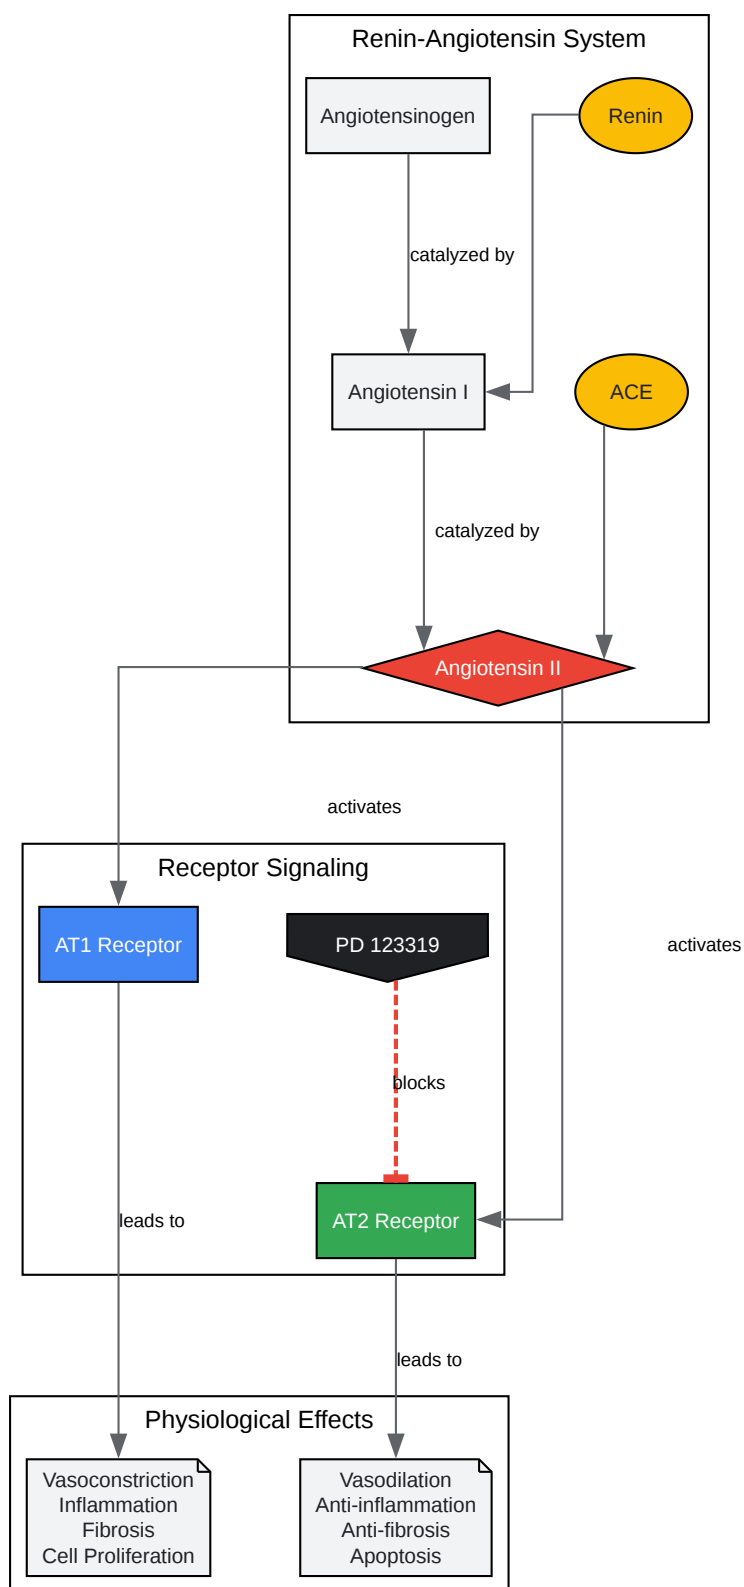 Renin-Angiotensin System
Angiotensinogen
Renin
catalyzed by
Angiotensin I
ACE
catalyzed by
Angiotensin II
activates
Receptor Signaling
AT1 Receptor
PD 123319
activates
blocks
AT2 Receptor
leads to
leads to
Physiological Effects
Vasoconstriction
Inflammation
Fibrosis
Cell Proliferation
Vasodilation
Anti-inflammation
Anti-fibrosis
Apoptosis